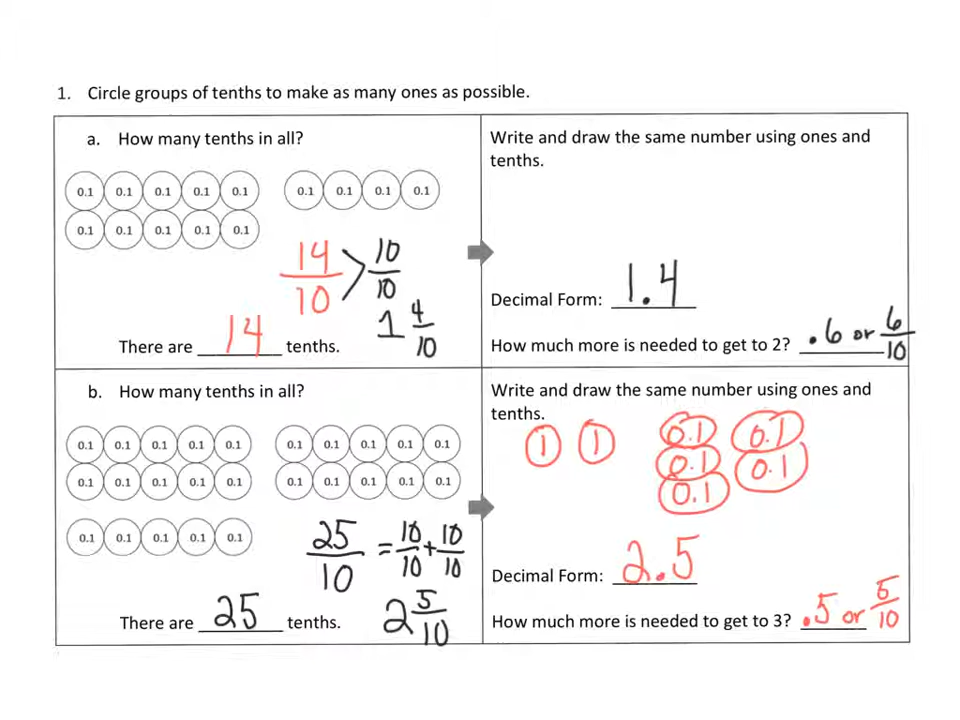 1. Circle groups of tenths to make as many ones as possible.
a. How many tenths in all?
0.1 0.1 0.1 0.1 0.1 0.1 0.1 0.1 0.1
0.1 0.1 0.1 0.1 0.1
14/10 > 10/10
1 4/10
There are 14 tenths.
Write and draw the same number using ones and
tenths.
Decimal Form: 1.4
How much more is needed to get to 2? .6 or 6/10
b. How many tenths in all?
0.1 0.1 0.1 0.1 0.1 0.1 0.1 0.1 0.1 0.1
0.1 0.1 0.1 0.1 0.1 0.1 0.1 0.1 0.1 0.1
0.1 0.1 0.1 0.1 0.1
25/10 = 10/10 + 10/10
2 5/10
There are 25 tenths.
Write and draw the same number using ones and
tenths.
1 1 0.1 0.1
0.1 0.1
0.1
Decimal Form: 2.5
How much more is needed to get to 3? .5 or 5/10